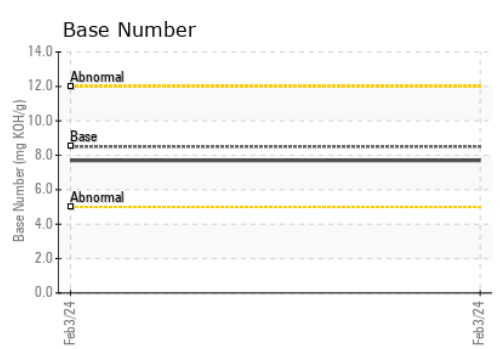 Base Number
Base Number (mg KOH/g)
14.0
12.0
10.0
8.0
6.0
4.0
2.0
0.0
Abnormal
Base
Abnormal
Feb3/24
Feb3/24